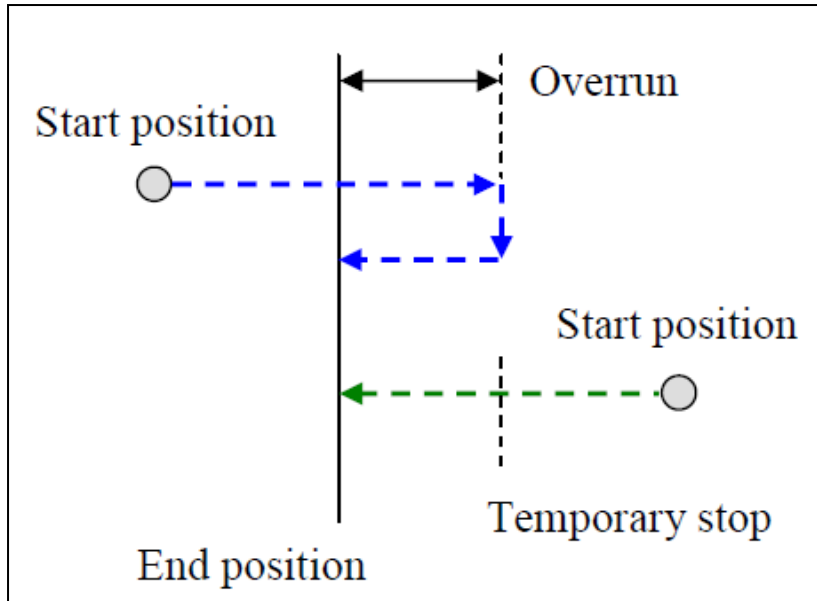 Overrun
Start position
Start position
Temporary stop
End position